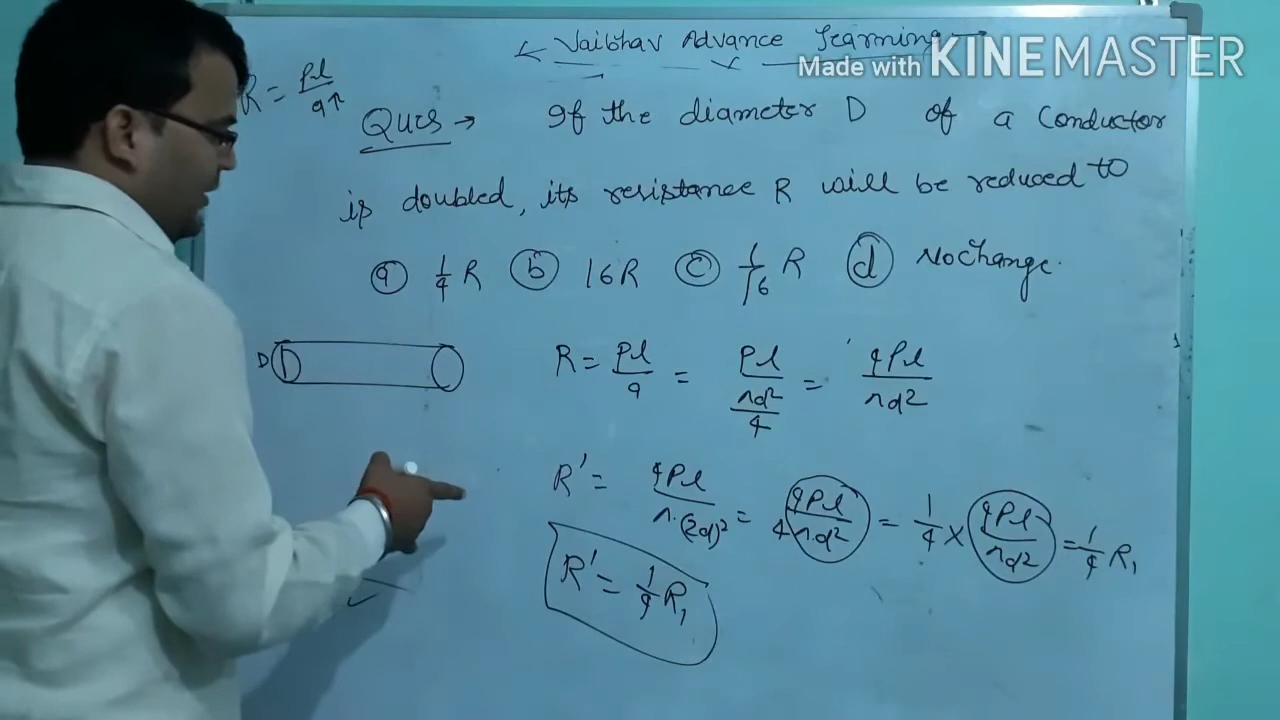 < Vaibhav Advance Learning
Made with KINEMASTER
R = ρl/a↑
Ques → If the diameter D of a Conductor
is doubled, its resistance R will be reduced to
ⓐ 1/4 R ⓑ 16R ⓒ 1/16 R ⓓ No change.
D
R = ρl/a = ρl/(πd²/4) = 4ρl/πd²
R' = 4ρl/π.(2d)² = 4ρl/4πd² = 1/4 × 4ρl/πd² = 1/4 R₁
R' = 1/4 R₁